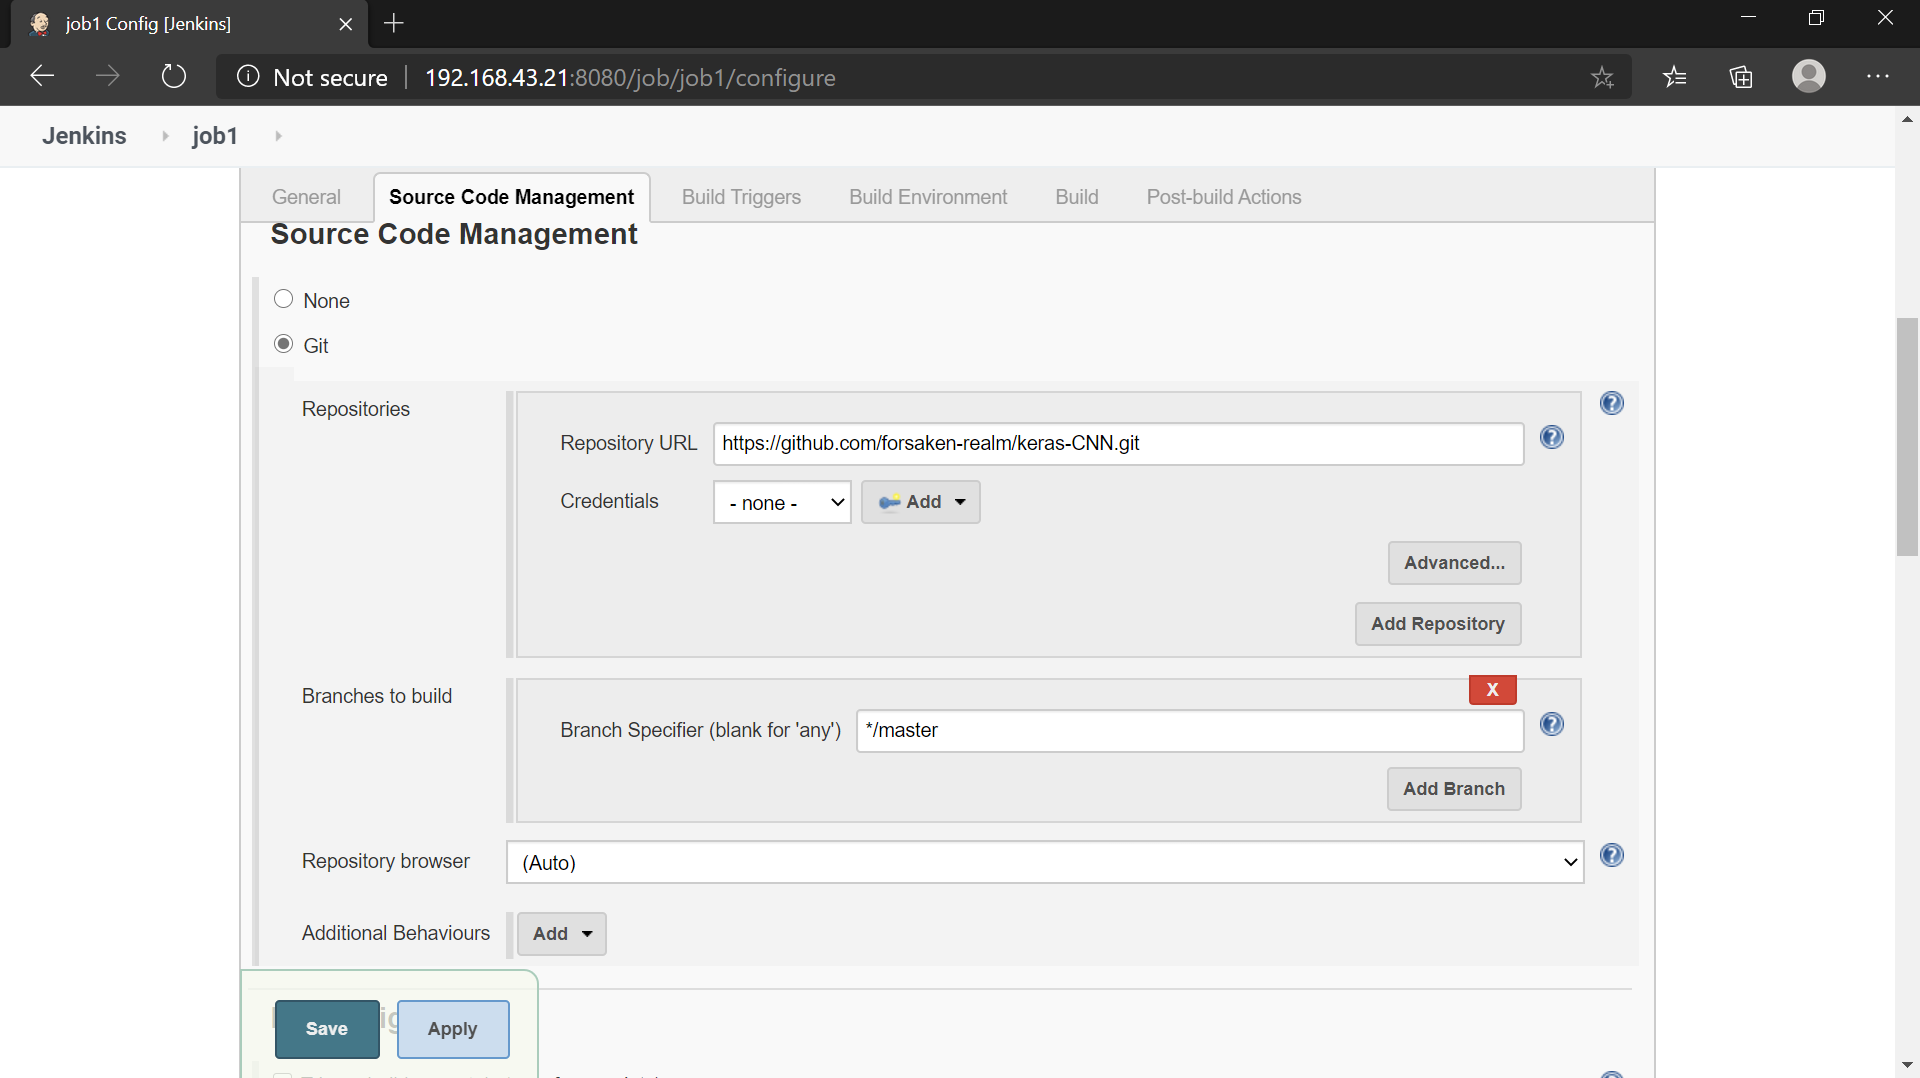 job1 Config [Jenkins]
Not secure
192.168.43.21:8080/job/job1/configure
Jenkins
job1
General
Source Code Management
Build Triggers
Build Environment
Build
Post-build Actions
Source Code Management
None
Git
Repositories
Repository URL
https://github.com/forsaken-realm/keras-CNN.git
Credentials
- none -
Add
Advanced...
Add Repository
Branches to build
X
Branch Specifier (blank for 'any')
*/master
Add Branch
Repository browser
(Auto)
Additional Behaviours
Add
Save
Apply